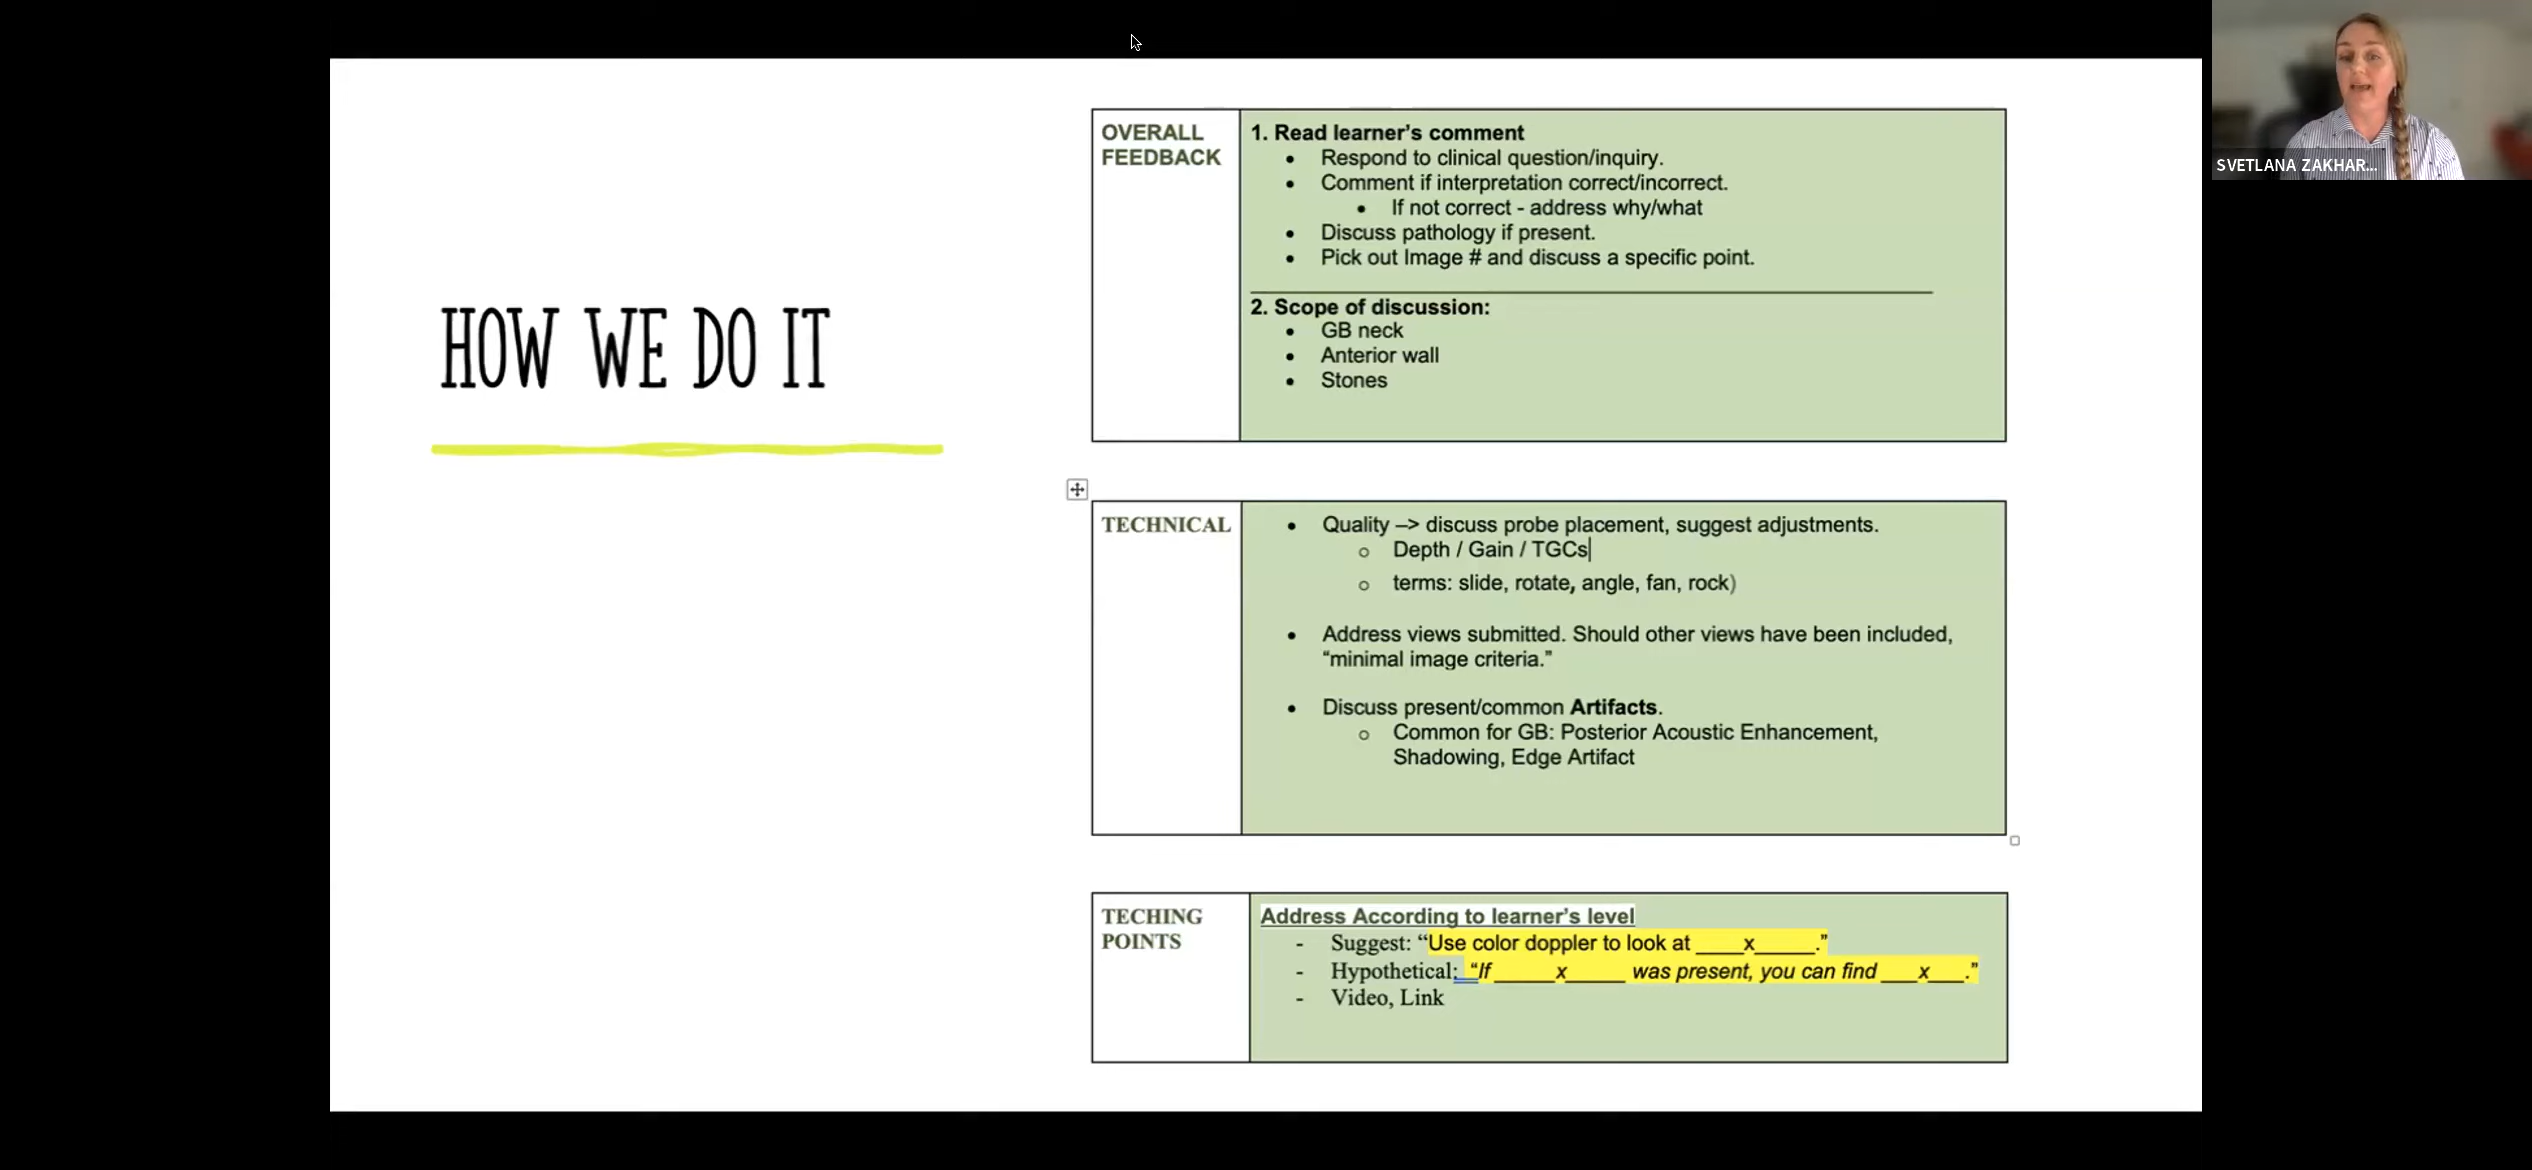 SVETLANA ZAKHAR...
HOW WE DO IT
OVERALL
FEEDBACK
1. Read learner's comment
• Respond to clinical question/inquiry.
• Comment if interpretation correct/incorrect.
• If not correct - address why/what
• Discuss pathology if present.
• Pick out Image # and discuss a specific point.
2. Scope of discussion:
• GB neck
• Anterior wall
• Stones
TECHNICAL
• Quality –> discuss probe placement, suggest adjustments.
o Depth / Gain / TGCs
o terms: slide, rotate, angle, fan, rock)
• Address views submitted. Should other views have been included,
“minimal image criteria.”
• Discuss present/common Artifacts.
o Common for GB: Posterior Acoustic Enhancement,
Shadowing, Edge Artifact
TECHING
POINTS
Address According to learner's level
- Suggest: “Use color doppler to look at ____x_____.”
- Hypothetical: “If_____x_____ was present, you can find ___x___.”
- Video, Link